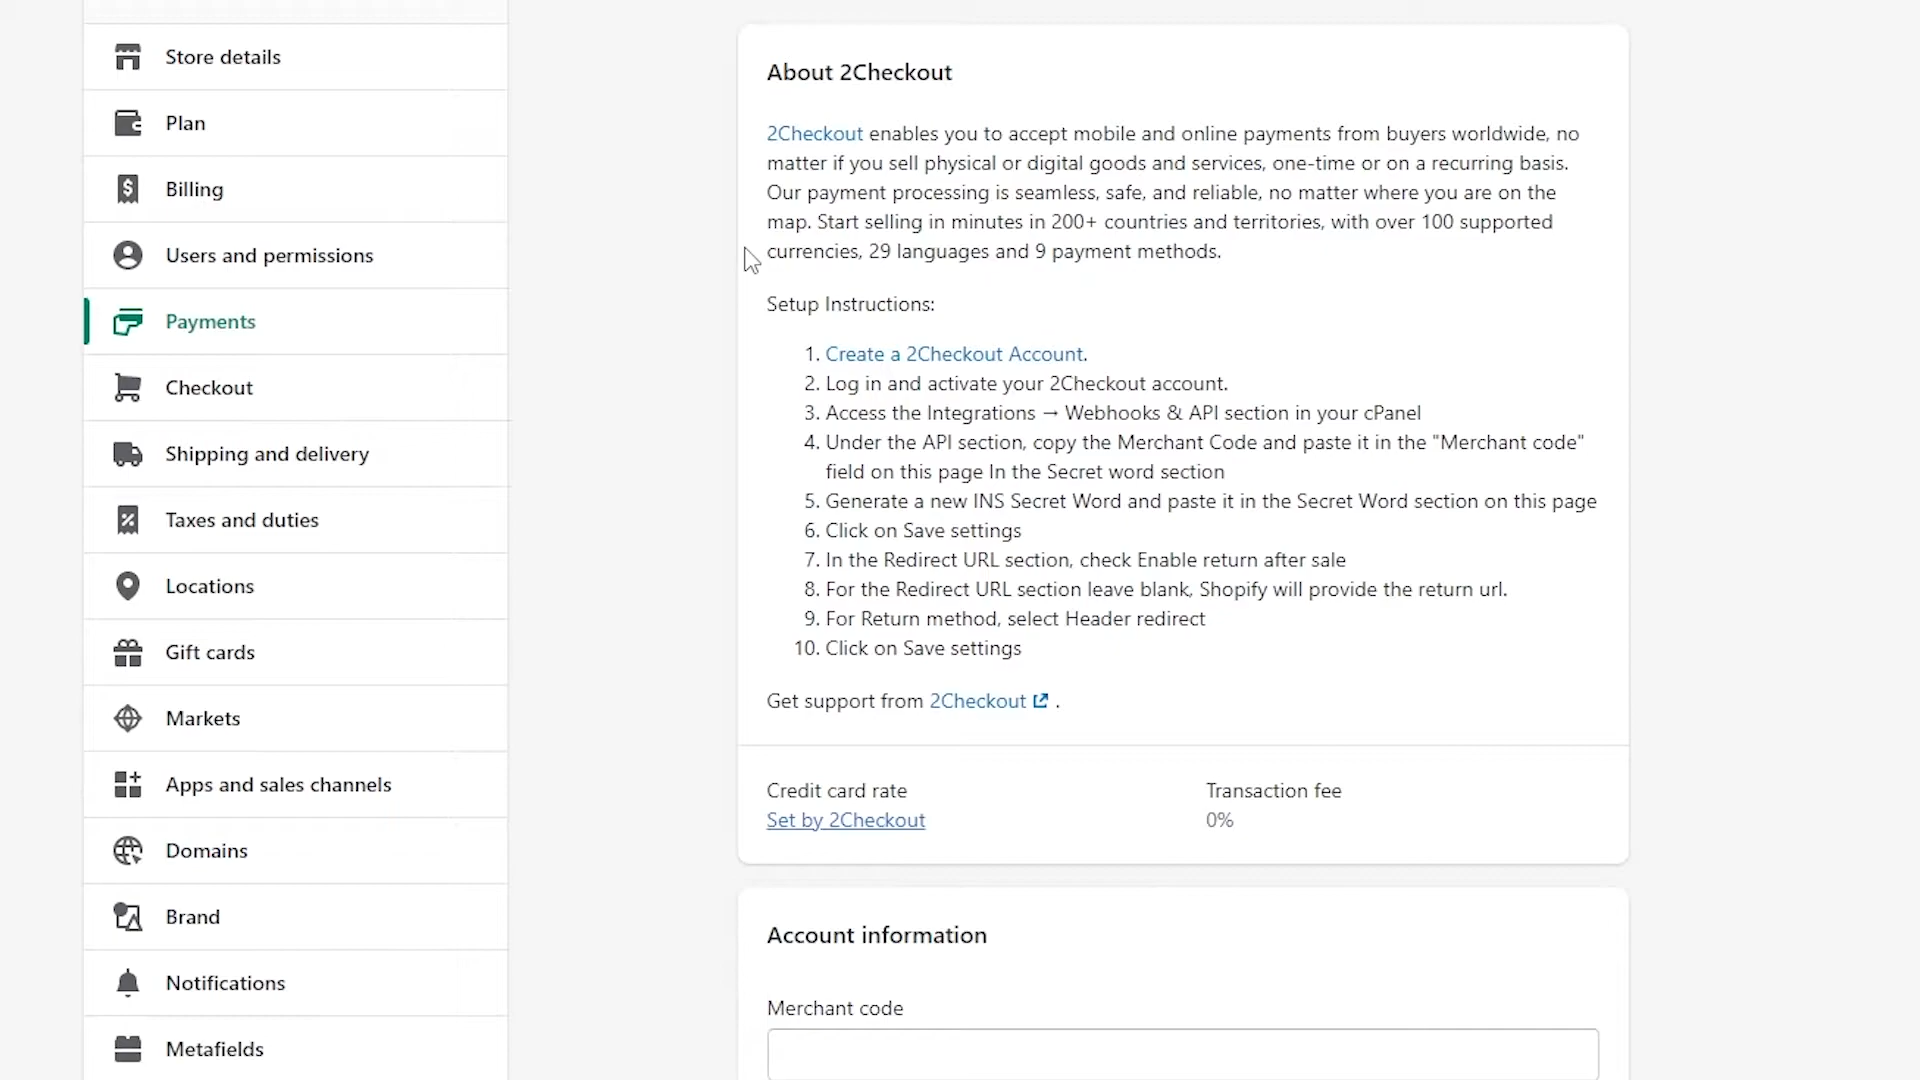 Store details
Plan
Billing
Users and permissions
Payments
Checkout
Shipping and delivery
Taxes and duties
Locations
Gift cards
Markets
Apps and sales channels
Domains
Brand
Notifications
Metafields
About 2Checkout
2Checkout enables you to accept mobile and online payments from buyers worldwide, no
matter if you sell physical or digital goods and services, one-time or on a recurring basis.
Our payment processing is seamless, safe, and reliable, no matter where you are on the
map. Start selling in minutes in 200+ countries and territories, with over 100 supported
currencies, 29 languages and 9 payment methods.
Setup Instructions:
1. Create a 2Checkout Account.
2. Log in and activate your 2Checkout account.
3. Access the Integrations → Webhooks & API section in your cPanel
4. Under the API section, copy the Merchant Code and paste it in the "Merchant code"
field on this page In the Secret word section
5. Generate a new INS Secret Word and paste it in the Secret Word section on this page
6. Click on Save settings
7. In the Redirect URL section, check Enable return after sale
8. For the Redirect URL section leave blank, Shopify will provide the return url.
9. For Return method, select Header redirect
10. Click on Save settings
Get support from 2Checkout .
Credit card rate
Set by 2Checkout
Transaction fee
0%
Account information
Merchant code